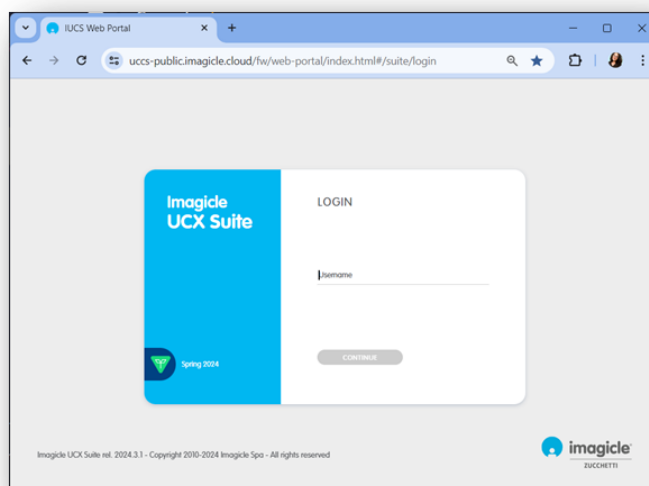 IUCS Web Portal
uccs-public.imagicle.cloud/fw/web-portal/index.html#/suite/login
Imagicle
UCX Suite
LOGIN
Username
CONTINUE
Spring 2024
Imagicle UCX Suite rel. 2024.3.1 - Copyright 2010-2024 Imagicle Spa - All rights reserved
imagicle
ZUCCHETTI